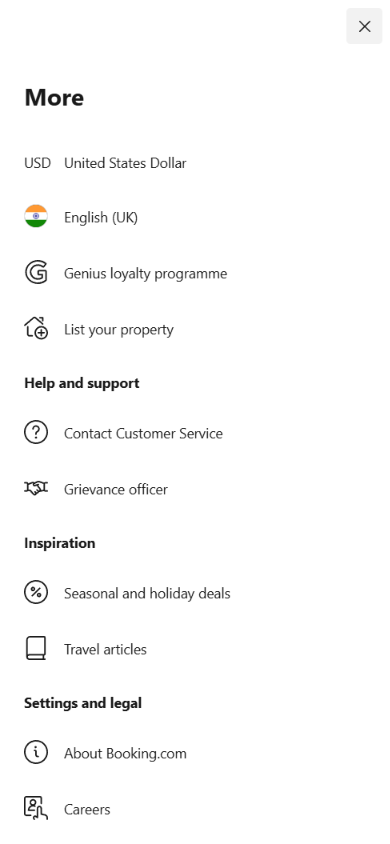 More
USD United States Dollar
English (UK)
Genius loyalty programme
List your property
Help and support
Contact Customer Service
Grievance officer
Inspiration
Seasonal and holiday deals
Travel articles
Settings and legal
About Booking.com
Careers